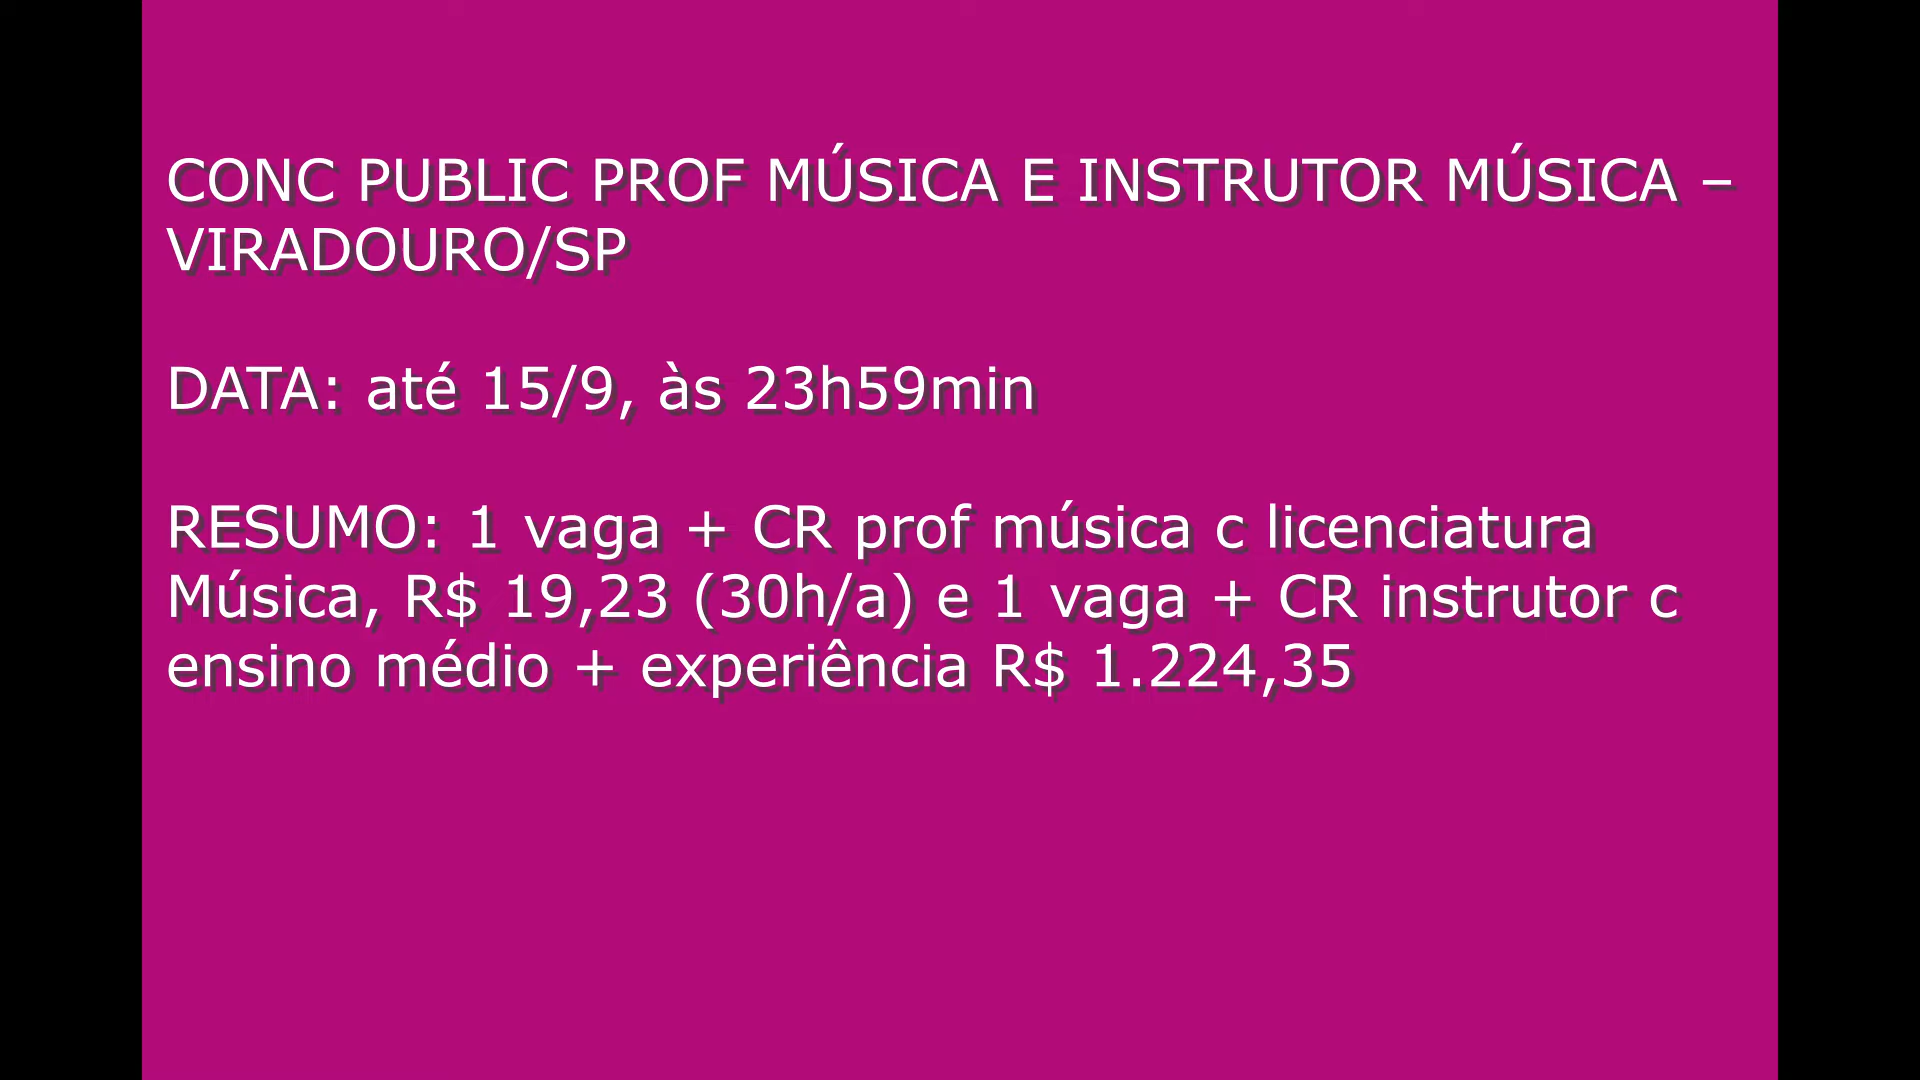 CONC PUBLIC PROF MÚSICA E INSTRUTOR MÚSICA –
VIRADOURO/SP
DATA: até 15/9, às 23h59min
RESUMO: 1 vaga + CR prof música c licenciatura
Música, R$ 19,23 (30h/a) e 1 vaga + CR instrutor c
ensino médio + experiência R$ 1.224,35